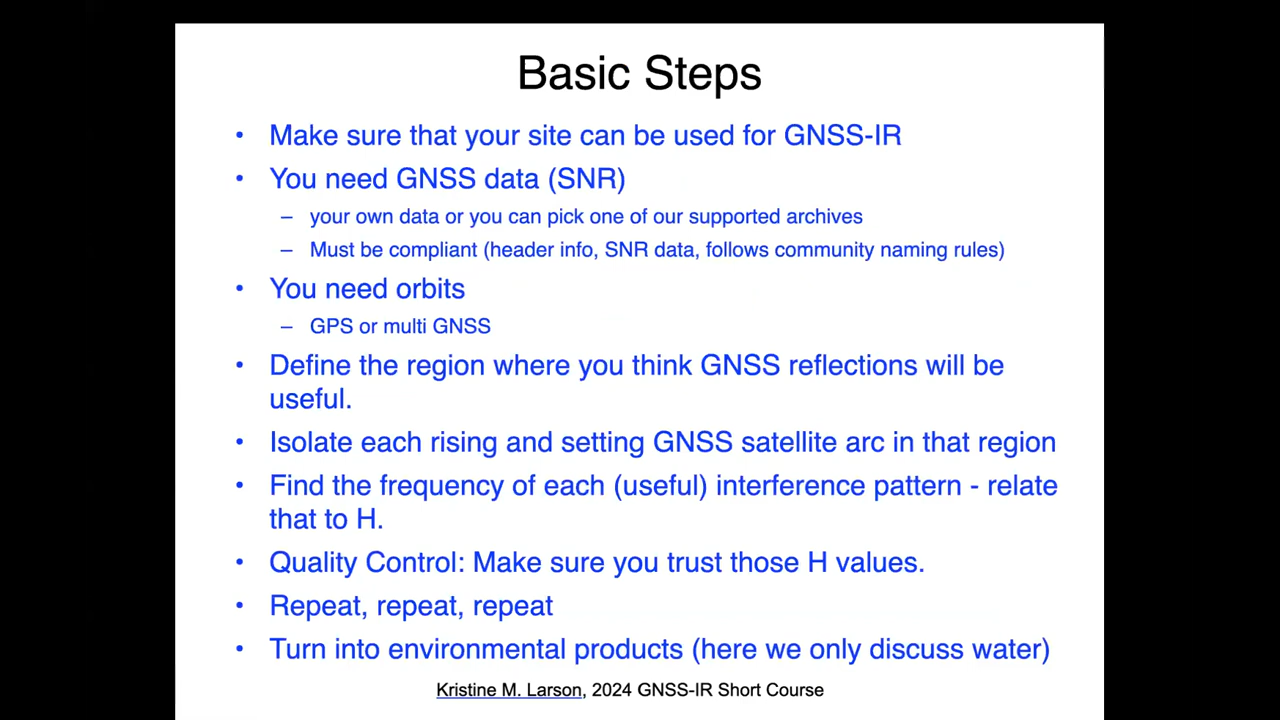 Basic Steps
• Make sure that your site can be used for GNSS-IR
• You need GNSS data (SNR)
– your own data or you can pick one of our supported archives
– Must be compliant (header info, SNR data, follows community naming rules)
• You need orbits
– GPS or multi GNSS
• Define the region where you think GNSS reflections will be
useful.
• Isolate each rising and setting GNSS satellite arc in that region
• Find the frequency of each (useful) interference pattern - relate
that to H.
• Quality Control: Make sure you trust those H values.
• Repeat, repeat, repeat
• Turn into environmental products (here we only discuss water)
Kristine M. Larson, 2024 GNSS-IR Short Course